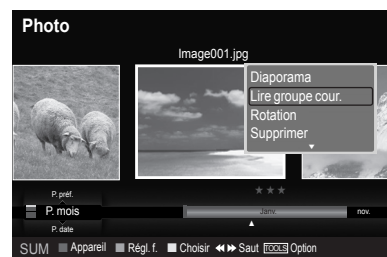 Photo
Image001.jpg
Diaporama
Lire groupe cour.
Rotation
Supprimer
P. préf.
P. mois
Janv.
nov.
P. date
SUM Appareil Régl. f. Choisir Saut TOOLS Option